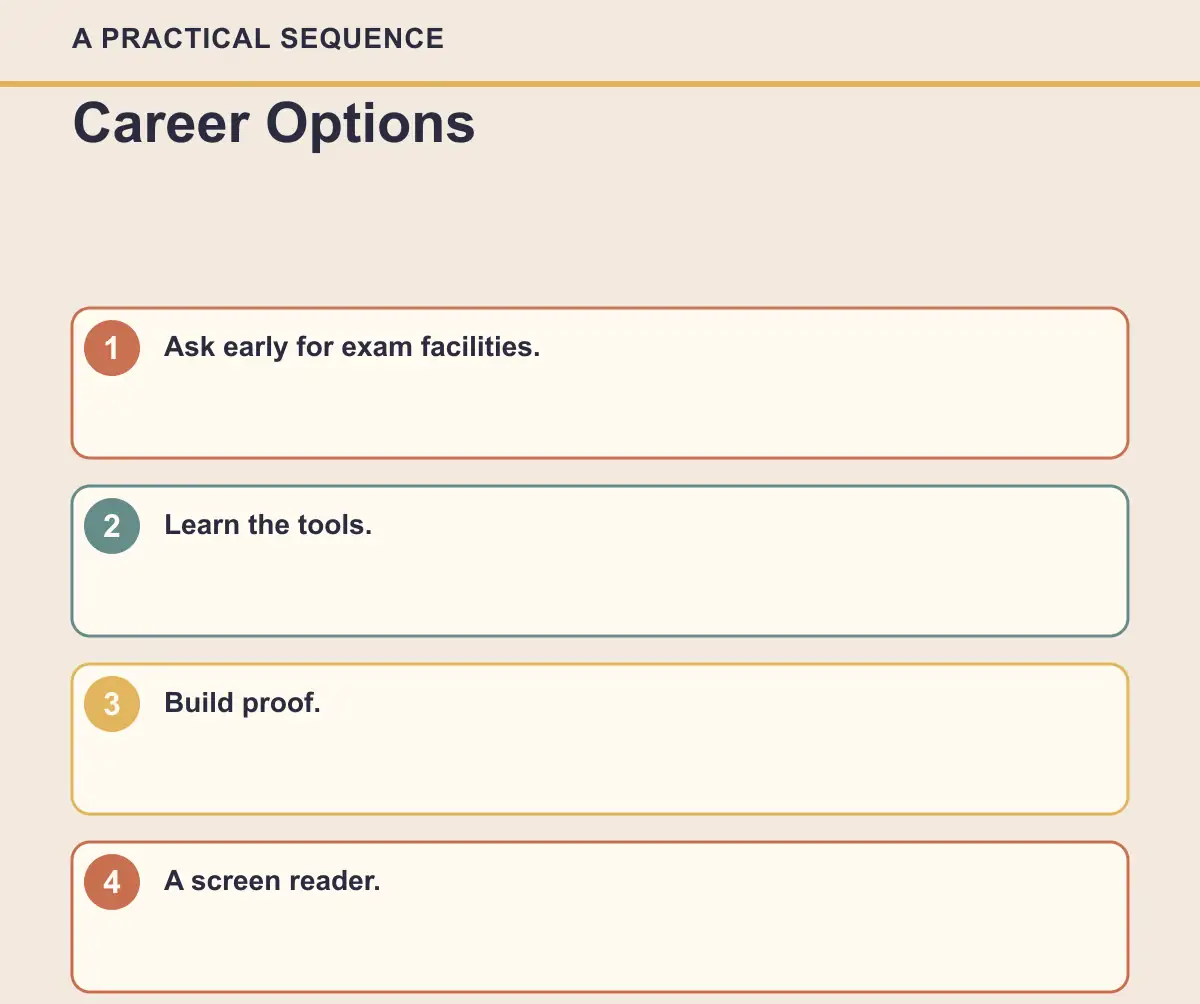 A PRACTICAL SEQUENCE
Career Options
1 Ask early for exam facilities.
2 Learn the tools.
3 Build proof.
4 A screen reader.